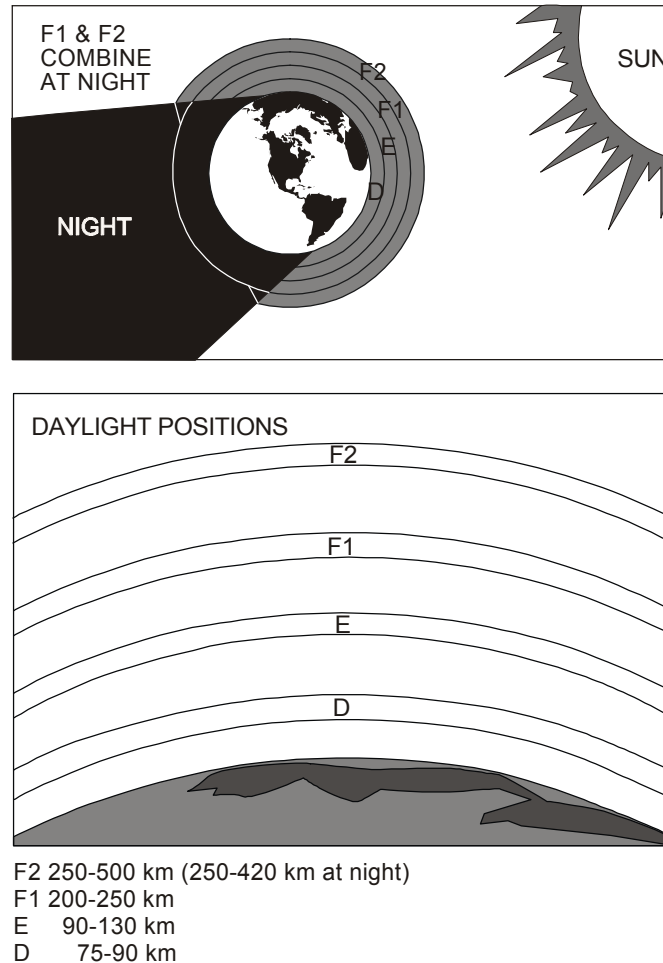 F1 & F2
COMBINE
AT NIGHT
F2
F1
E
D
SUN
NIGHT
DAYLIGHT POSITIONS
F2
F1
E
D
F2 250-500 km (250-420 km at night)
F1 200-250 km
E 90-130 km
D 75-90 km